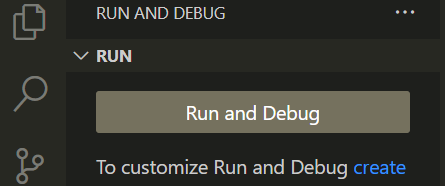 RUN AND DEBUG
RUN
Run and Debug
To customize Run and Debug create